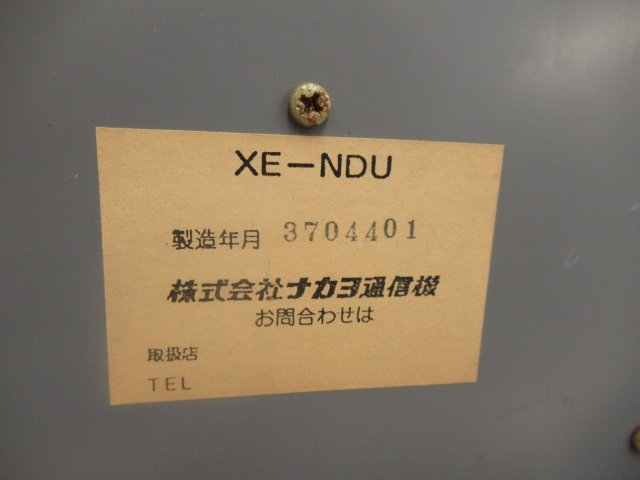 XE-NDU
製造年月 3704401
株式会社ナカヨ通信機
お問合わせは
取扱店
TEL